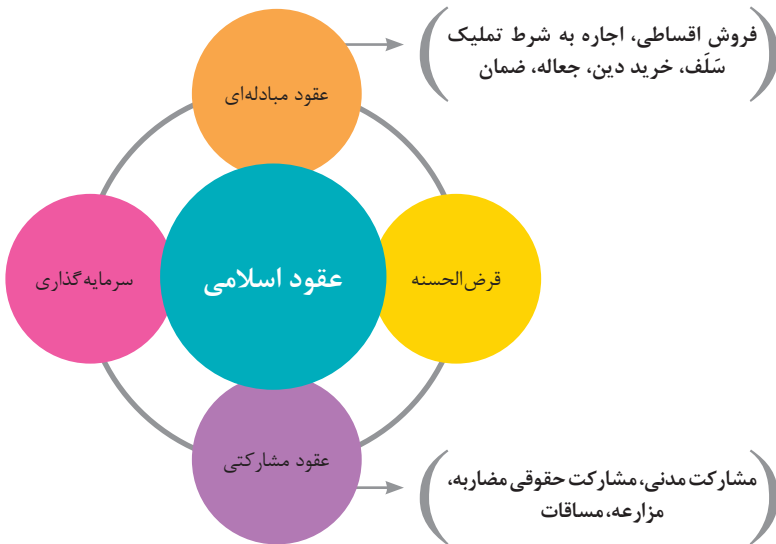 فروش اقساطی، اجاره به شرط تملیک
سَلَف، خرید دین، جعاله، ضمان
عقود مبادله‌ای
قرض‌الحسنه
عقود اسلامی
سرمایه‌گذاری
عقود مشارکتی
مشارکت مدنی، مشارکت حقوقی مضاربه،
مزارعه، مساقات